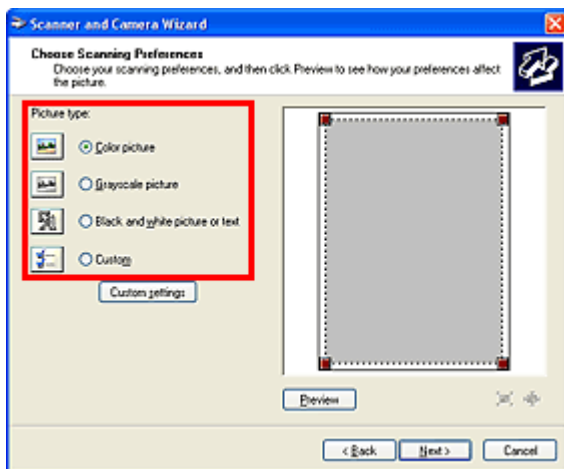 Scanner and Camera Wizard
Choose Scanning Preferences
Choose your scanning preferences, and then click Preview to see how your preferences affect
the picture.
Picture type:
Color picture
Grayscale picture
Black and white picture or text
Custom
Custom settings
Preview
< Back
Next >
Cancel